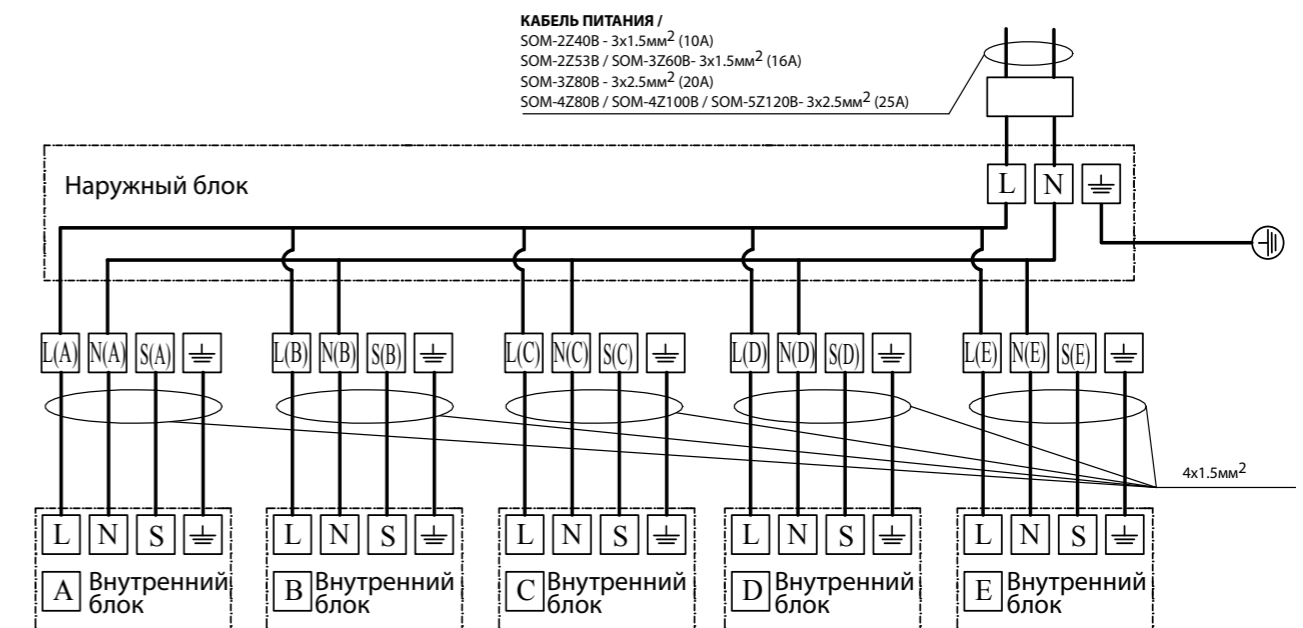 КАБЕЛЬ ПИТАНИЯ /
SOM-2Z40B - 3x1.5мм2 (10A)
SOM-2Z53B / SOM-3Z60B- 3x1.5мм2 (16A)
SOM-3Z80B - 3x2.5мм2 (20A)
SOM-4Z80B / SOM-4Z100B / SOM-5Z120B- 3x2.5мм2 (25A)
Наружный блок
L N
L(A) N(A) S(A) L(B) N(B) S(B) L(C) N(C) S(C) L(D) N(D) S(D) L(E) N(E) S(E)
4x1.5мм2
L N S L N S L N S L N S L N S
A Внутренний блок
B Внутренний блок
C Внутренний блок
D Внутренний блок
E Внутренний блок